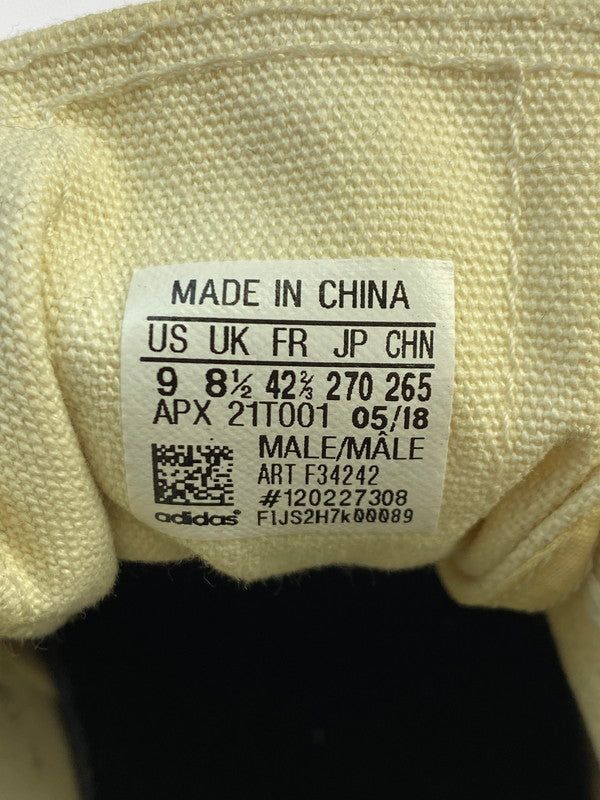 MADE IN CHINA
US UK FR JP CHN
9 8½ 42⅔ 270 265
APX 21T001 05/18
MALE/MÂLE
ART F34242
#120227308
adidas® FIJS2H7k00089